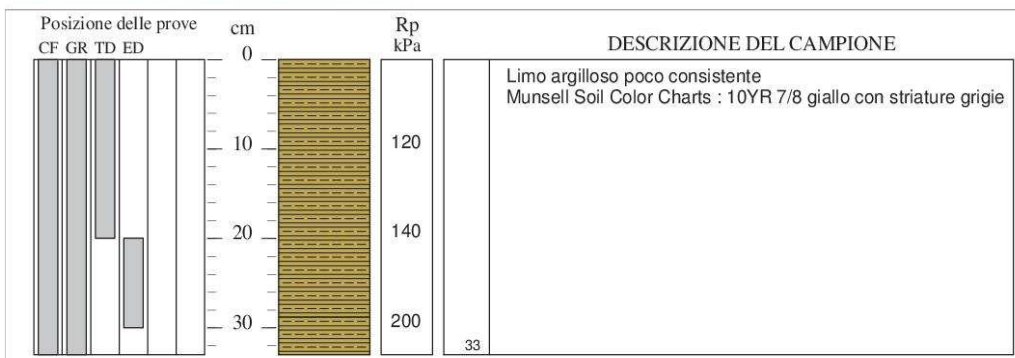 Posizione delle prove
CF GR TD ED
cm
Rp
kPa
DESCRIZIONE DEL CAMPIONE
0
Limo argilloso poco consistente
Munsell Soil Color Charts : 10YR 7/8 giallo con striature grigie
10
120
20
140
30
200
33